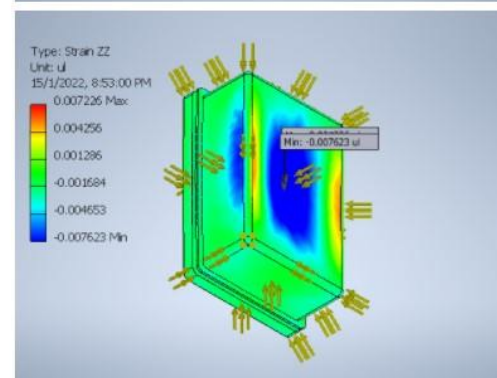 Type: Strain ZZ
Unit: ul
15/1/2022, 8:53:00 PM
0.007226 Max
0.004256
0.001286
-0.001684
-0.004653
-0.007623 Min
Min: -0.007623 ul